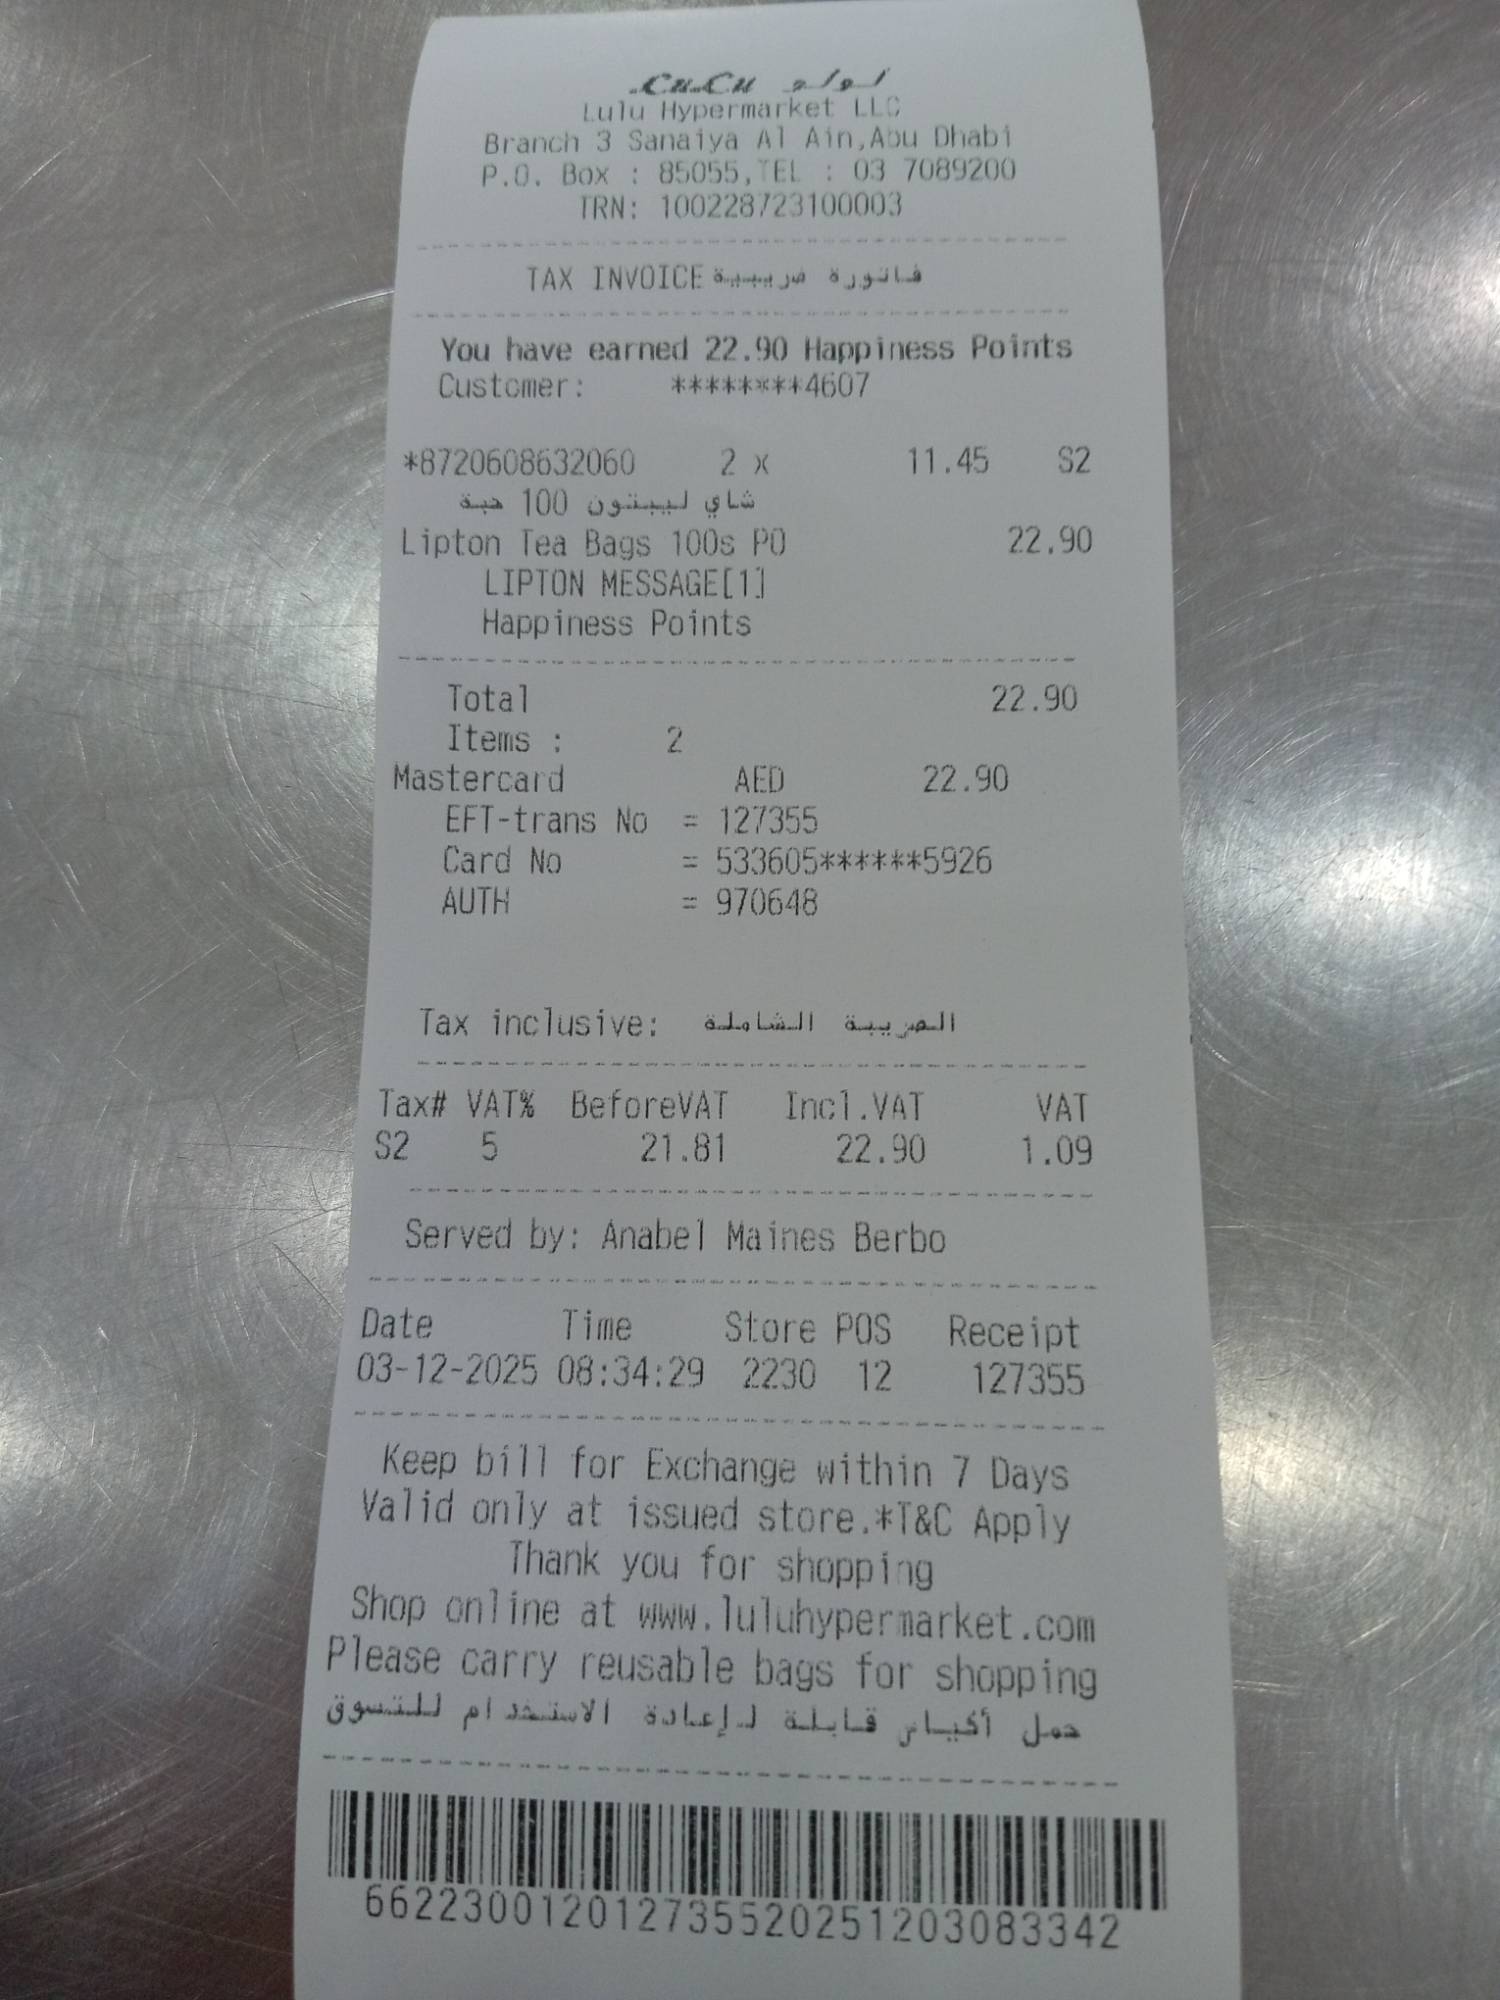 LuLu لولو
Lulu Hypermarket LLC
Branch 3 Sanaiya Al Ain,Abu Dhabi
P.O. Box : 85055,TEL : 03 7089200
TRN: 100228723100003
TAX INVOICE فاتورة ضريبية
You have earned 22.90 Happiness Points
Customer: ********4607
*8720608632060 2 x 11.45 S2
شاي ليبتون 100 حبة
Lipton Tea Bags 100s PO 22.90
LIPTON MESSAGE[1]
Happiness Points
Total 22.90
Items : 2
Mastercard AED 22.90
EFT-trans No = 127355
Card No = 533605******5926
AUTH = 970648
Tax inclusive: الضريبة الشاملة
Tax# VAT% BeforeVAT Incl.VAT VAT
S2 5 21.81 22.90 1.09
Served by: Anabel Maines Berbo
Date Time Store POS Receipt
03-12-2025 08:34:29 2230 12 127355
Keep bill for Exchange within 7 Days
Valid only at issued store.*T&C Apply
Thank you for shopping
Shop online at www.luluhypermarket.com
Please carry reusable bags for shopping
حمل أكياس قابلة لإعادة الاستخدام للتسوق
662230012012735520251203083342